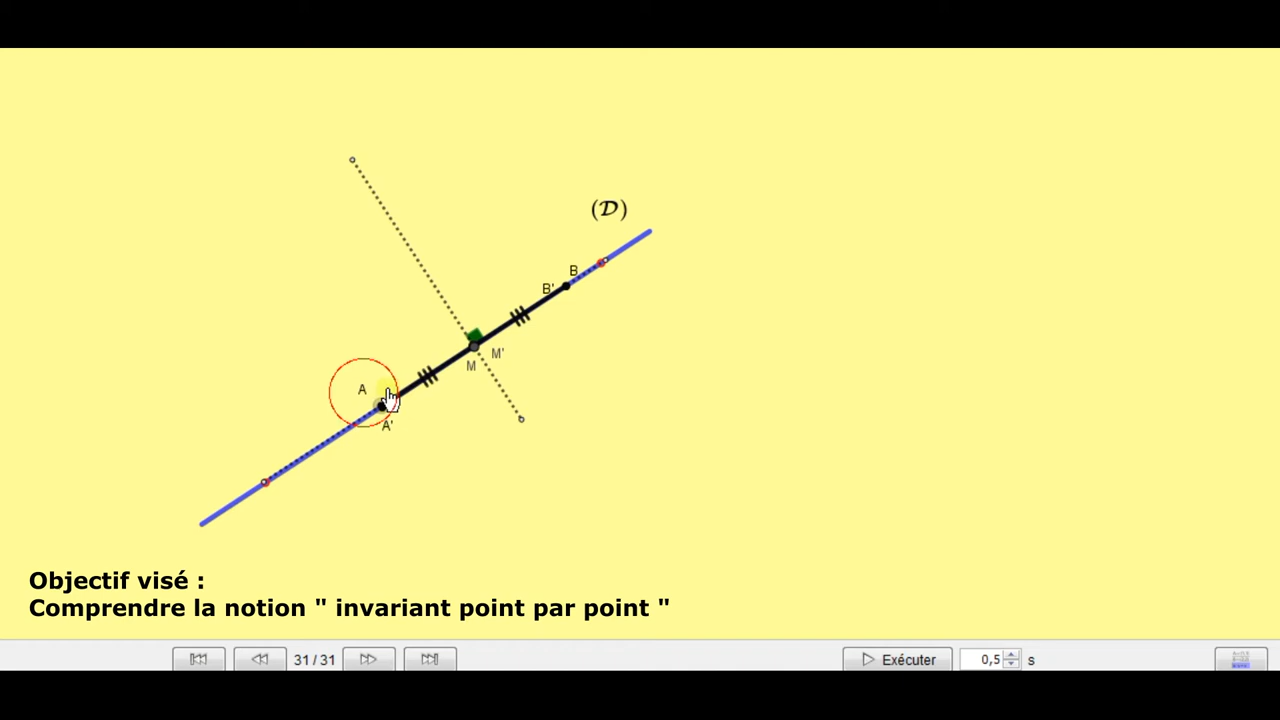 (D)
B
B'
M'
M
A
A'
Objectif visé :
Comprendre la notion " invariant point par point "
31 / 31
Exécuter
0,5 s